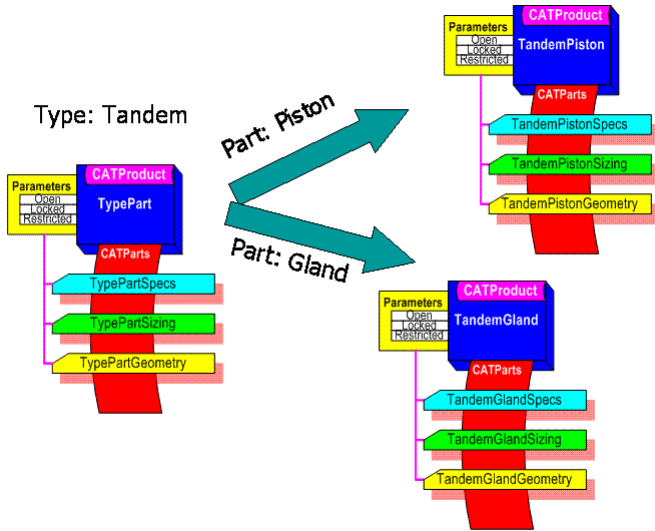 Type: Tandem
CATProduct
Parameters
Open
Locked
Restricted
TypePart
CATParts
TypePartSpecs
TypePartSizing
TypePartGeometry
Part: Piston
Part: Gland
CATProduct
Parameters
Open
Locked
Restricted
TandemPiston
CATParts
TandemPistonSpecs
TandemPistonSizing
TandemPistonGeometry
CATProduct
Parameters
Open
Locked
Restricted
TandemGland
CATParts
TandemGlandSpecs
TandemGlandSizing
TandemGlandGeometry